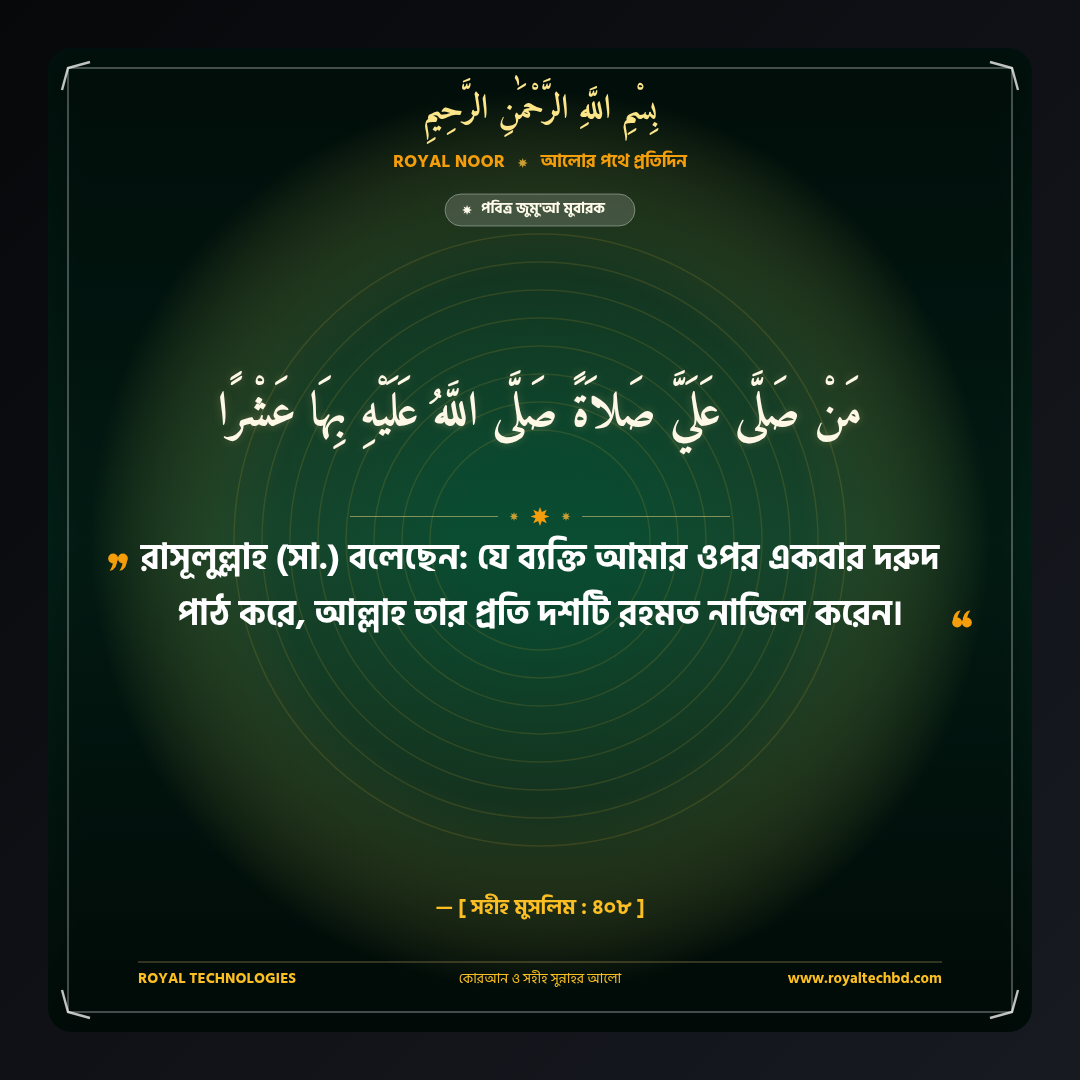 بِسْمِ اللَّهِ الرَّحْمَٰنِ الرَّحِيمِ
ROYAL NOOR ✷ আলোর পথে প্রতিদিন
✷ পবিত্র জুমু'আ মুবারক
مَنْ صَلَّى عَلَيَّ صَلاَةً صَلَّى اللَّهُ عَلَيْهِ بِهَا عَشْرًا
❞ রাসূলুল্লাহ (সা.) বলেছেন: যে ব্যক্তি আমার ওপর একবার দরুদ
পাঠ করে, আল্লাহ তার প্রতি দশটি রহমত নাজিল করেন। ❝
— [ সহীহ মুসলিম : ৪০৮ ]
ROYAL TECHNOLOGIES কোরআন ও সহীহ সুন্নাহর আলো www.royaltechbd.com